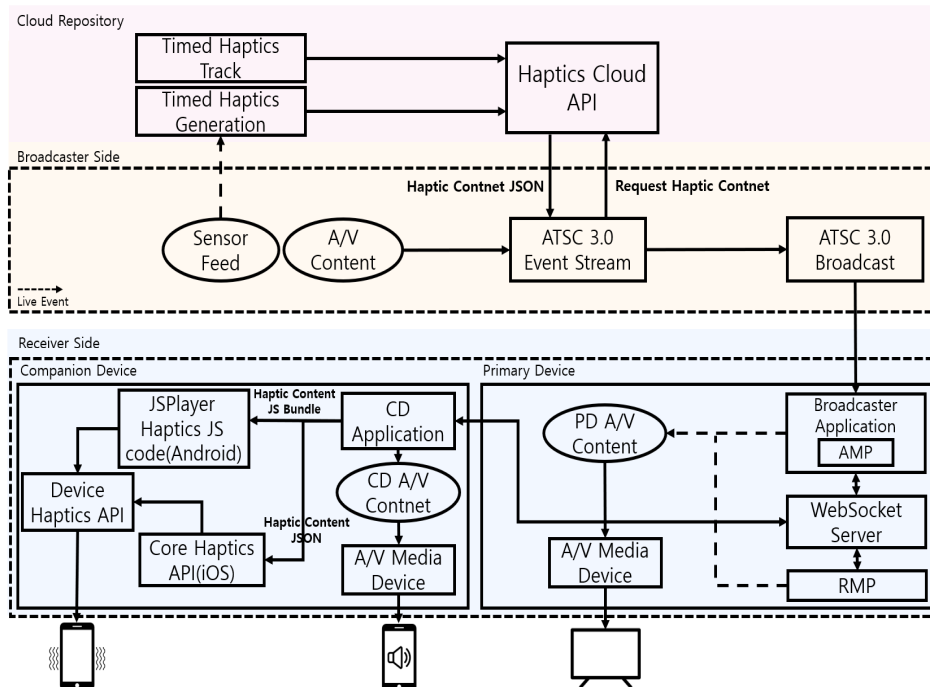 Cloud Repository
Timed Haptics
Track
Timed Haptics
Generation
Haptics Cloud
API
Broadcaster Side
Haptic Contnet JSON
Request Haptic Contnet
Sensor
Feed
A/V
Content
ATSC 3.0
Event Stream
ATSC 3.0
Broadcast
Live Event
Receiver Side
Companion Device
Haptic Content
JS Bundle
JSPlayer
Haptics JS
code(Android)
CD
Application
Device
Haptics API
CD A/V
Contnet
Haptic Content
JSON
Core Haptics
API(iOS)
A/V Media
Device
Primary Device
PD A/V
Content
Broadcaster
Application
AMP
WebSocket
Server
A/V Media
Device
RMP